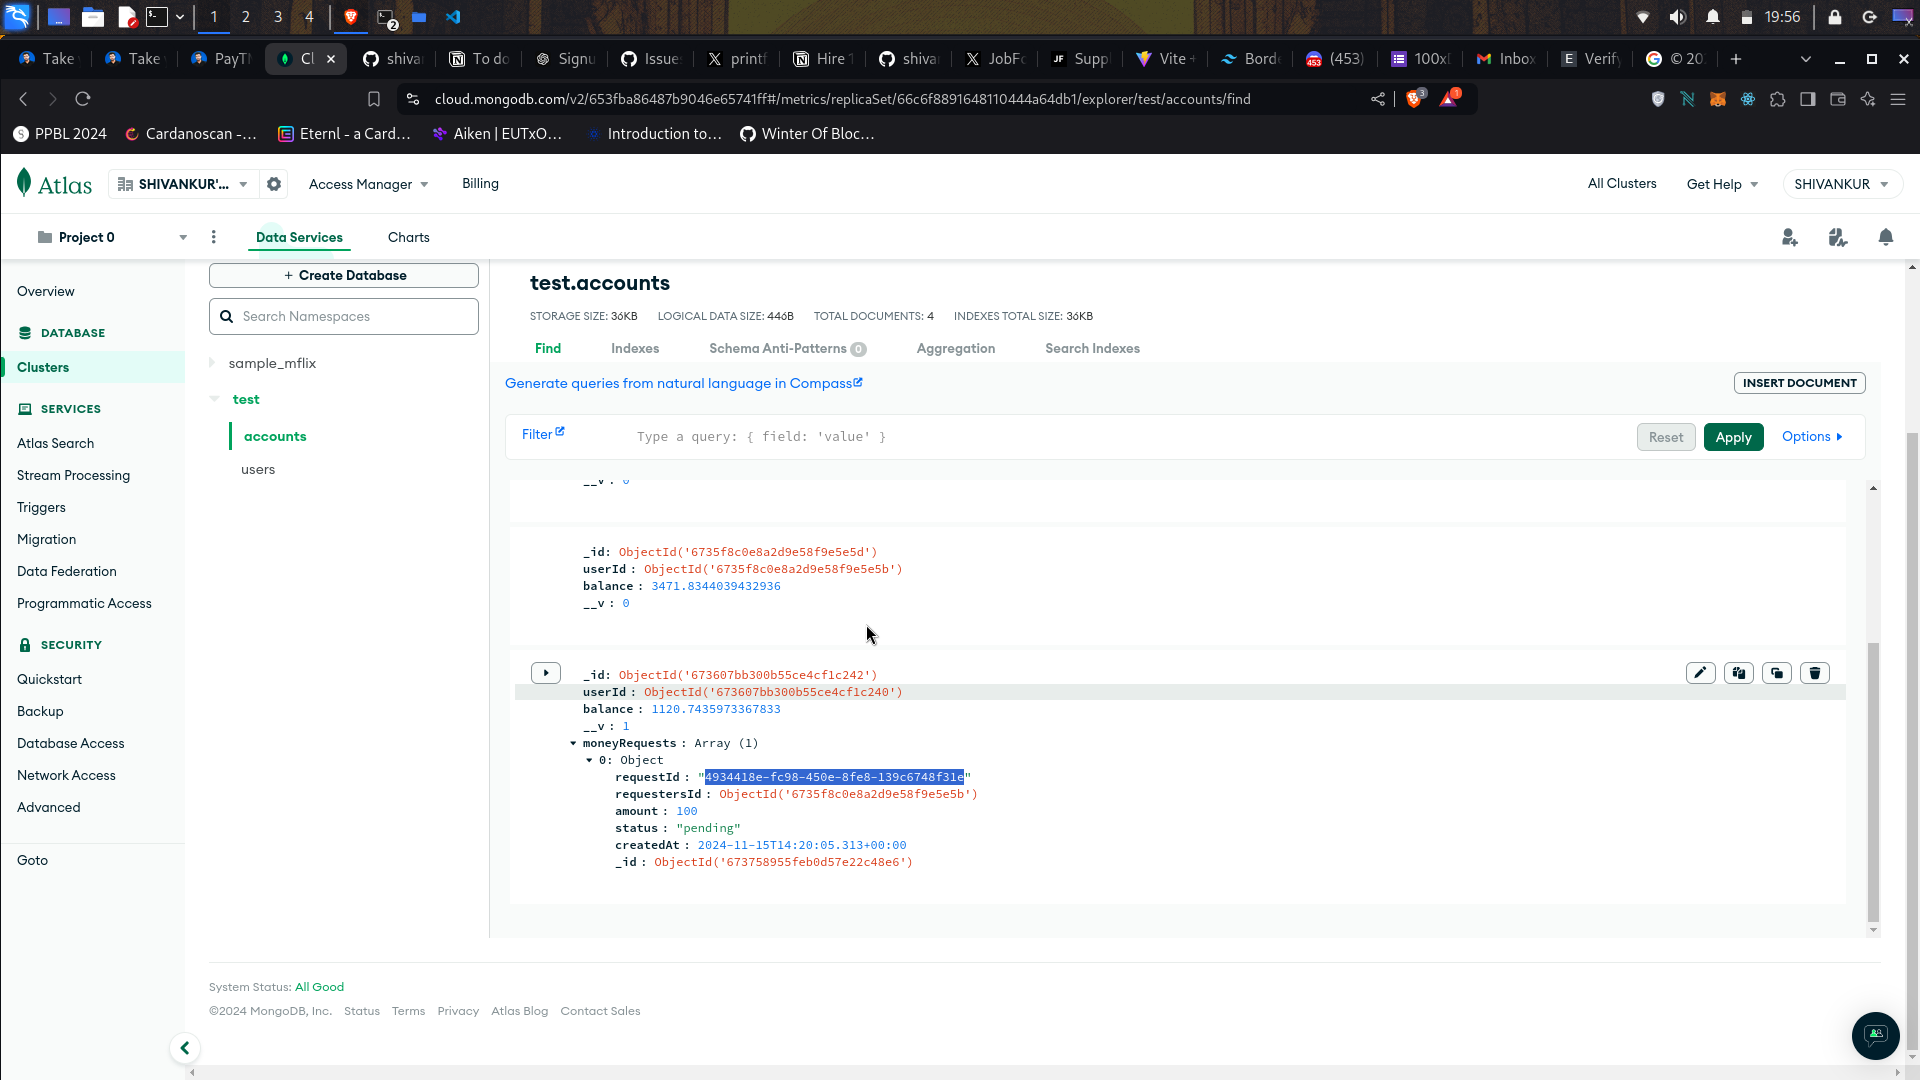 1 2 3 4 2 19:56
Take Take PayT Cl shiva To do Signu Issue printf Hire shiva JobFo Supp Vite + Borde (453) 100x Inbox Verify © 20
cloud.mongodb.com/v2/653fba86487b9046e65741ff#/metrics/replicaSet/66c6f8891648110444a64db1/explorer/test/accounts/find 3 1
PPBL 2024 Cardanoscan -... Eternl - a Card... Aiken | EUTxO... Introduction to... Winter Of Bloc...
Atlas SHIVANKUR'... Access Manager Billing All Clusters Get Help SHIVANKUR
Project 0 Data Services Charts
Overview
DATABASE
Clusters
SERVICES
Atlas Search
Stream Processing
Triggers
Migration
Data Federation
Programmatic Access
SECURITY
Quickstart
Backup
Database Access
Network Access
Advanced
Goto
+ Create Database
Search Namespaces
sample_mflix
test
accounts
users
test.accounts
STORAGE SIZE: 36KB LOGICAL DATA SIZE: 446B TOTAL DOCUMENTS: 4 INDEXES TOTAL SIZE: 36KB
Find Indexes Schema Anti-Patterns 0 Aggregation Search Indexes
Generate queries from natural language in Compass INSERT DOCUMENT
Filter Type a query: { field: 'value' } Reset Apply Options
__v: 0
_id: ObjectId('6735f8c0e8a2d9e58f9e5e5d')
userId: ObjectId('6735f8c0e8a2d9e58f9e5e5b')
balance: 3471.8344039432936
__v: 0
_id: ObjectId('673607bb300b55ce4cf1c242')
userId: ObjectId('673607bb300b55ce4cf1c240')
balance: 1120.7435973367833
__v: 1
moneyRequests: Array (1)
0: Object
requestId: "4934418e-fc98-450e-8fe8-139c6748f31e"
requestersId: ObjectId('6735f8c0e8a2d9e58f9e5e5b')
amount: 100
status: "pending"
createdAt: 2024-11-15T14:20:05.313+00:00
_id: ObjectId('673758955feb0d57e22c48e6')
System Status: All Good
©2024 MongoDB, Inc. Status Terms Privacy Atlas Blog Contact Sales